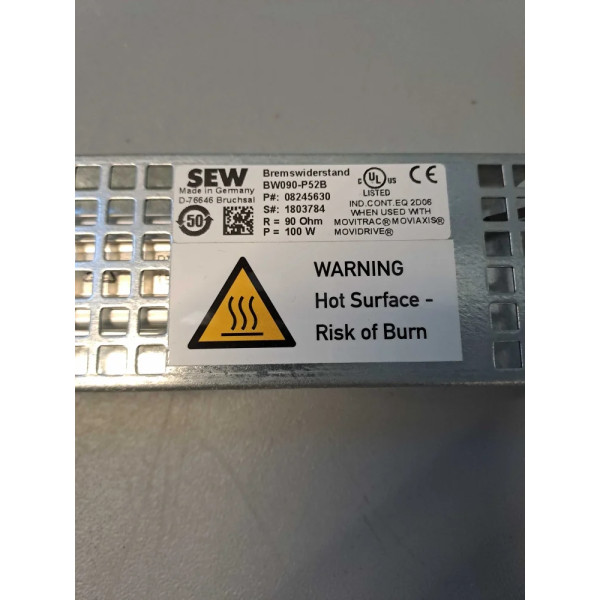 SEW
Made in Germany
D-76646 Bruchsal
50
Bremswiderstand
BW090-P52B
P#: 08245630
S#: 1803784
R = 90 Ohm
P = 100 W
c UL US
LISTED
CE
IND.CONT.EQ 2D06
WHEN USED WITH
MOVITRAC® MOVIAXIS®
MOVIDRIVE®
WARNING
Hot Surface -
Risk of Burn